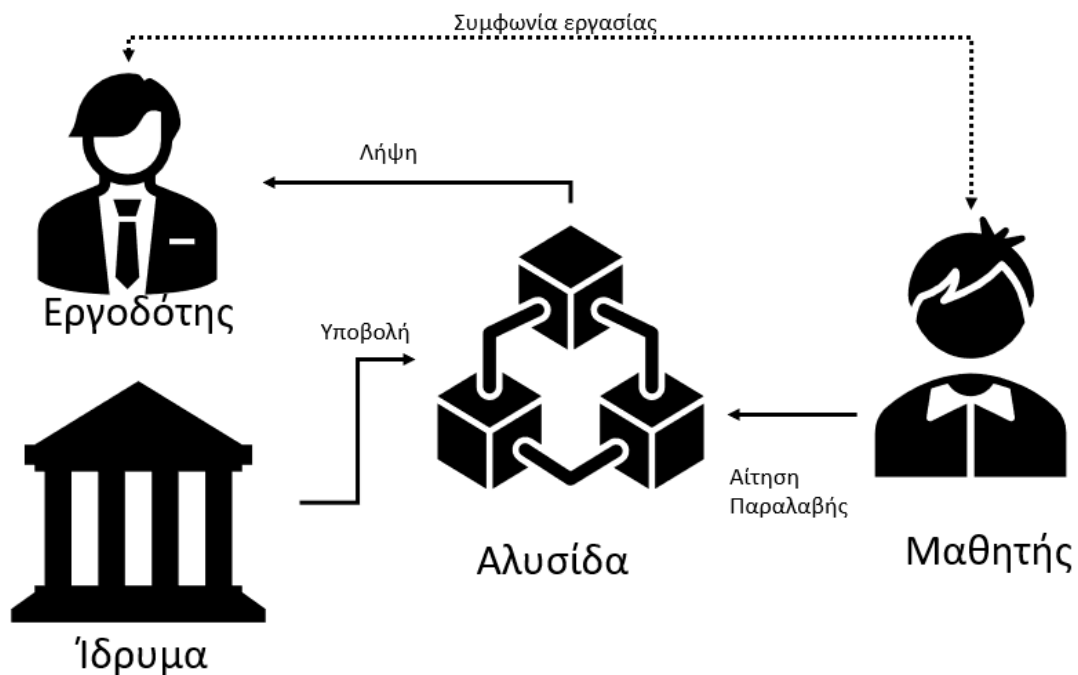 Συμφωνία εργασίας
Λήψη
Εργοδότης
Υποβολή
Αίτηση
Παραλαβής
Αλυσίδα
Μαθητής
Ίδρυμα